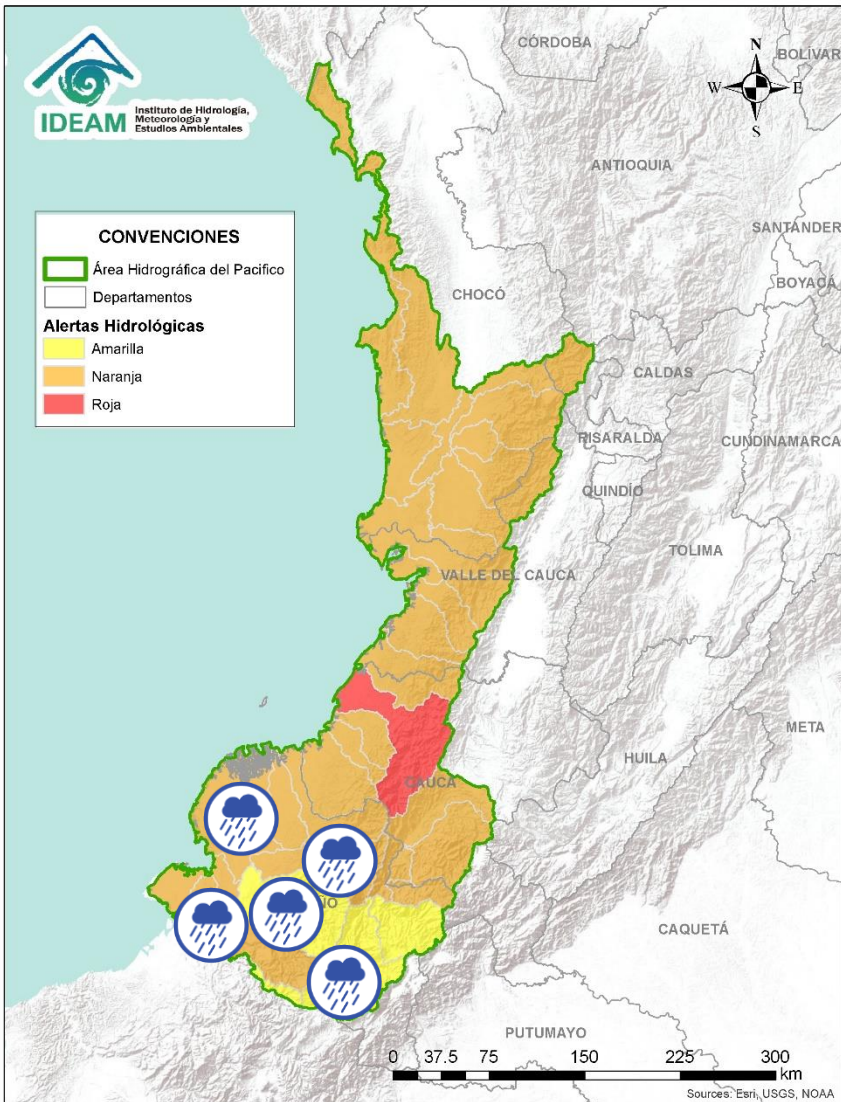 IDEAM
Instituto de Hidrología,
Meteorología y
Estudios Ambientales
CÓRDOBA
BOLÍVAR
N
W
E
S
ANTIOQUIA
SANTANDER
BOYACÁ
CONVENCIONES
Área Hidrográfica del Pacifico
Departamentos
Alertas Hidrológicas
Amarilla
Naranja
Roja
CHOCÓ
CALDAS
RISARALDA
CUNDINAMARCA
QUINDÍO
TOLIMA
VALLE DEL CAUCA
META
HUILA
CAUCA
ÑO
CAQUETÁ
PUTUMAYO
0 37.5 75 150 225 300
km
Sources: Esri, USGS, NOAA